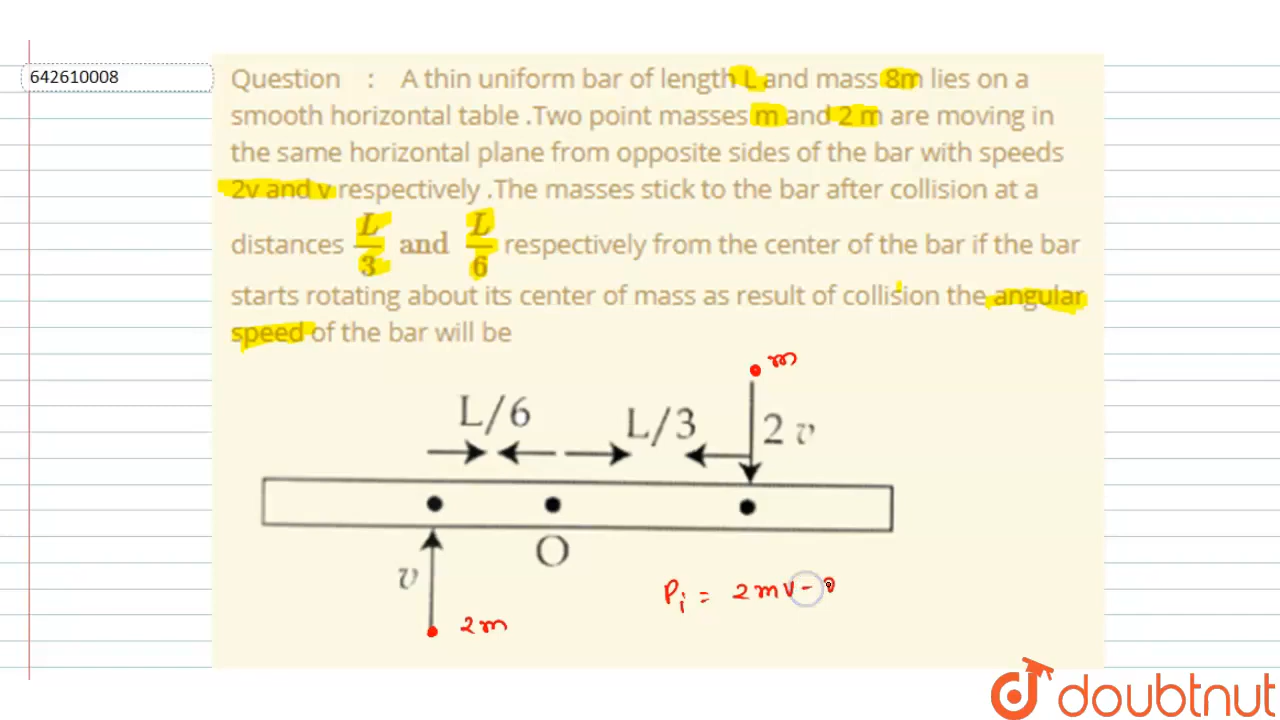 642610008
Question : A thin uniform bar of length L and mass 8m lies on a
smooth horizontal table .Two point masses m and 2 m are moving in
the same horizontal plane from opposite sides of the bar with speeds
2v and v respectively .The masses stick to the bar after collision at a
distances L/3 and L/6 respectively from the center of the bar if the bar
starts rotating about its center of mass as result of collision the angular
speed of the bar will be
m
L/6
L/3
2 v
O
v
Pi = 2mv -
2m
doubtnut